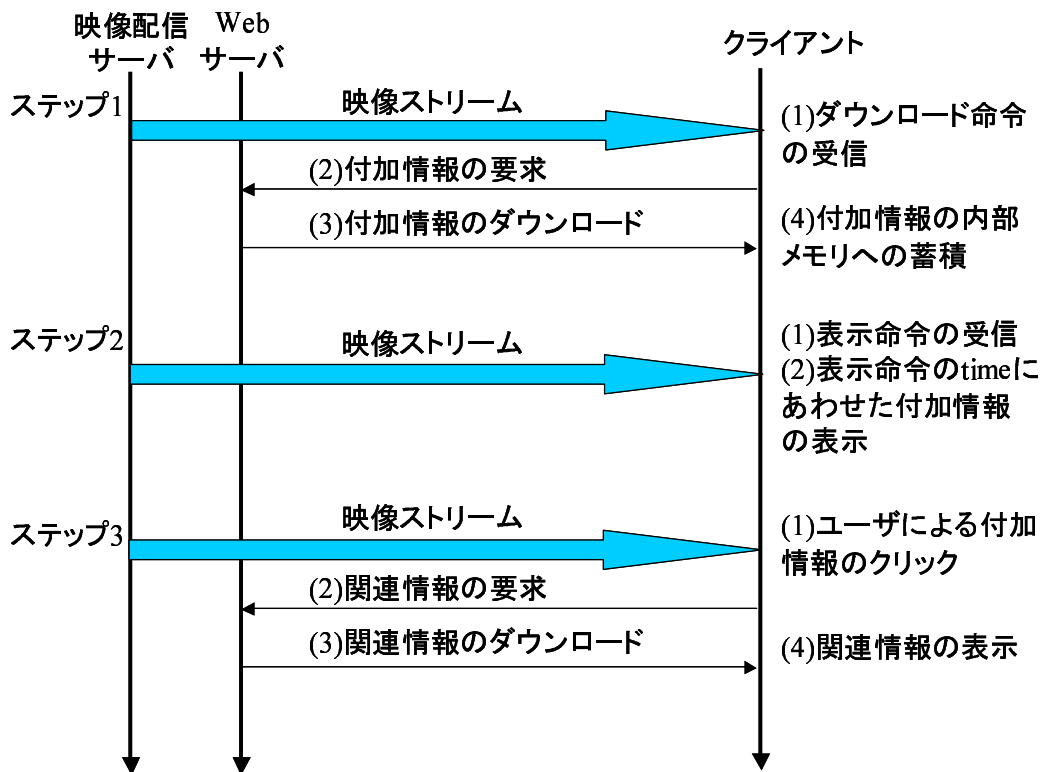 映像配信
サーバ
Web
サーバ
クライアント
ステップ1
映像ストリーム
(1)ダウンロード命令
の受信
(2)付加情報の要求
(3)付加情報のダウンロード
(4)付加情報の内部
メモリへの蓄積
ステップ2
映像ストリーム
(1)表示命令の受信
(2)表示命令のtimeに
あわせた付加情報
の表示
ステップ3
映像ストリーム
(1)ユーザによる付加
情報のクリック
(2)関連情報の要求
(3)関連情報のダウンロード
(4)関連情報の表示